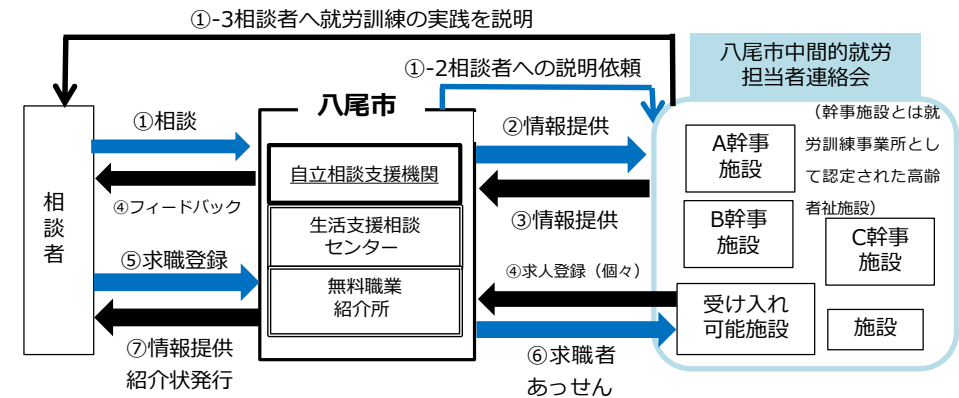 ①-3相談者へ就労訓練の実践を説明
①-2相談者への説明依頼
八尾市中間的就労
担当者連絡会
八尾市
①相談
②情報提供
(幹事施設とは就
労訓練事業所とし
て認定された高齢
者祉施設)
A幹事
施設
自立相談支援機関
④フィードバック
③情報提供
相
談
者
生活支援相談
センター
B幹事
施設
C幹事
施設
⑤求職登録
④求人登録(個々)
無料職業
紹介所
受け入れ
可能施設
施設
⑦情報提供
紹介状発行
⑥求職者
あっせん